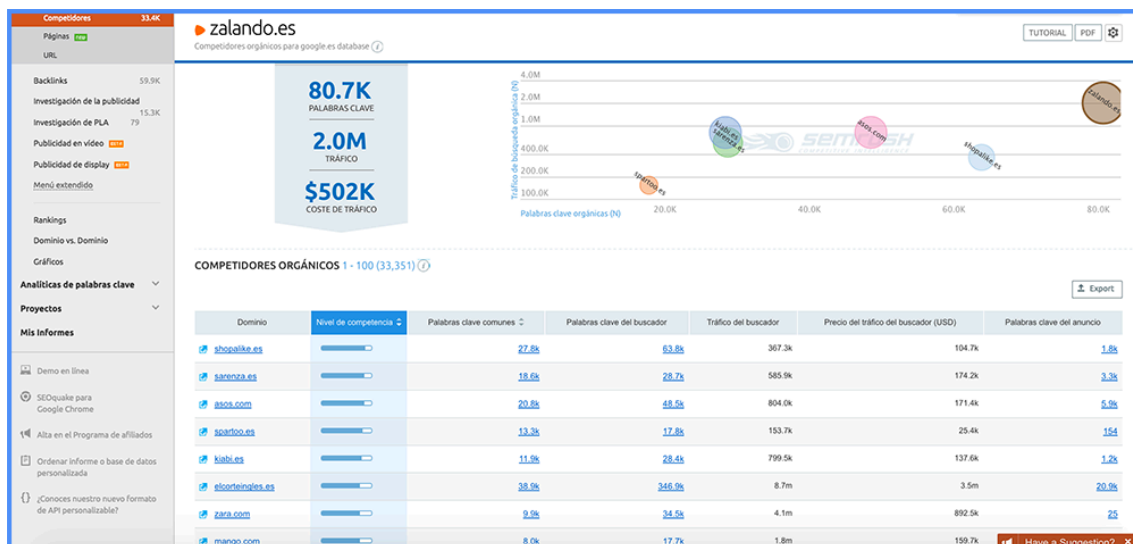 Competidores 33.4K
Páginas new
URL
Backlinks 59.9K
Investigación de la publicidad 15.3K
Investigación de PLA 79
Publicidad en vídeo BETA
Publicidad de display BETA
Menú extendido
Rankings
Dominio vs. Dominio
Gráficos
Analíticas de palabras clave
Proyectos
Mis Informes
Demo en línea
SEOquake para
Google Chrome
Alta en el Programa de afiliados
Ordenar informe o base de datos
personalizada
¿Conoces nuestro nuevo formato
de API personalizable?
zalando.es
Competidores orgánicos para google.es database
TUTORIAL PDF
80.7K
PALABRAS CLAVE
2.0M
TRÁFICO
$502K
COSTE DE TRÁFICO
Tráfico de búsqueda orgánica (N)
4.0M
2.0M
1.0M
400.0K
200.0K
100.0K
zalando.es
kiabi.es
sarenza.es
asos.com
shopalike.es
spartoo.es
SEMRUSH
COMPETITIVE INTELLIGENCE
Palabras clave orgánicas (N) 20.0K 40.0K 60.0K 80.0K
COMPETIDORES ORGÁNICOS 1 - 100 (33,351)
Export
Dominio Nivel de competencia Palabras clave comunes Palabras clave del buscador Tráfico del buscador Precio del tráfico del buscador (USD) Palabras clave del anuncio
shopalike.es 27.8k 63.8k 367.3k 104.7k 1.8k
sarenza.es 18.6k 28.7k 585.9k 174.2k 3.3k
asos.com 20.8k 48.5k 804.0k 171.4k 5.9k
spartoo.es 13.3k 17.8k 153.7k 25.4k 154
kiabi.es 11.9k 28.4k 799.5k 137.6k 1.2k
elcorteingles.es 38.9k 346.9k 8.7m 3.5m 20.9k
zara.com 9.9k 34.5k 4.1m 892.5k 25
mango.com 8.0k 17.7k 1.8m 159.7k
Have a Suggestion? X